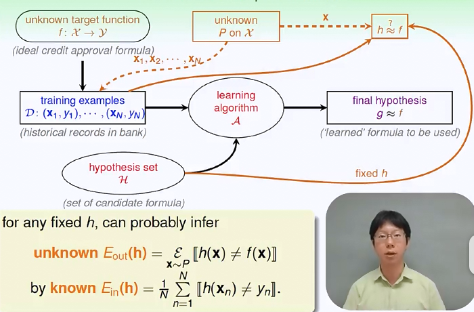 unknown target function
f: 𝒳 → 𝒴
(ideal credit approval formula)
unknown
P on 𝒳
x
h ≈? f
x₁, x₂, ⋯, x_N
training examples
𝒟: (x₁, y₁), ⋯, (x_N, y_N)
(historical records in bank)
learning
algorithm
𝒜
final hypothesis
g ≈ f
('learned' formula to be used)
hypothesis set
ℋ
(set of candidate formula)
fixed h
for any fixed h, can probably infer
unknown E_out(h) = ℰ_{x∼P} ⟦h(x) ≠ f(x)⟧
by known E_in(h) = 1/N ∑_{n=1}^{N} ⟦h(x_n) ≠ y_n⟧.